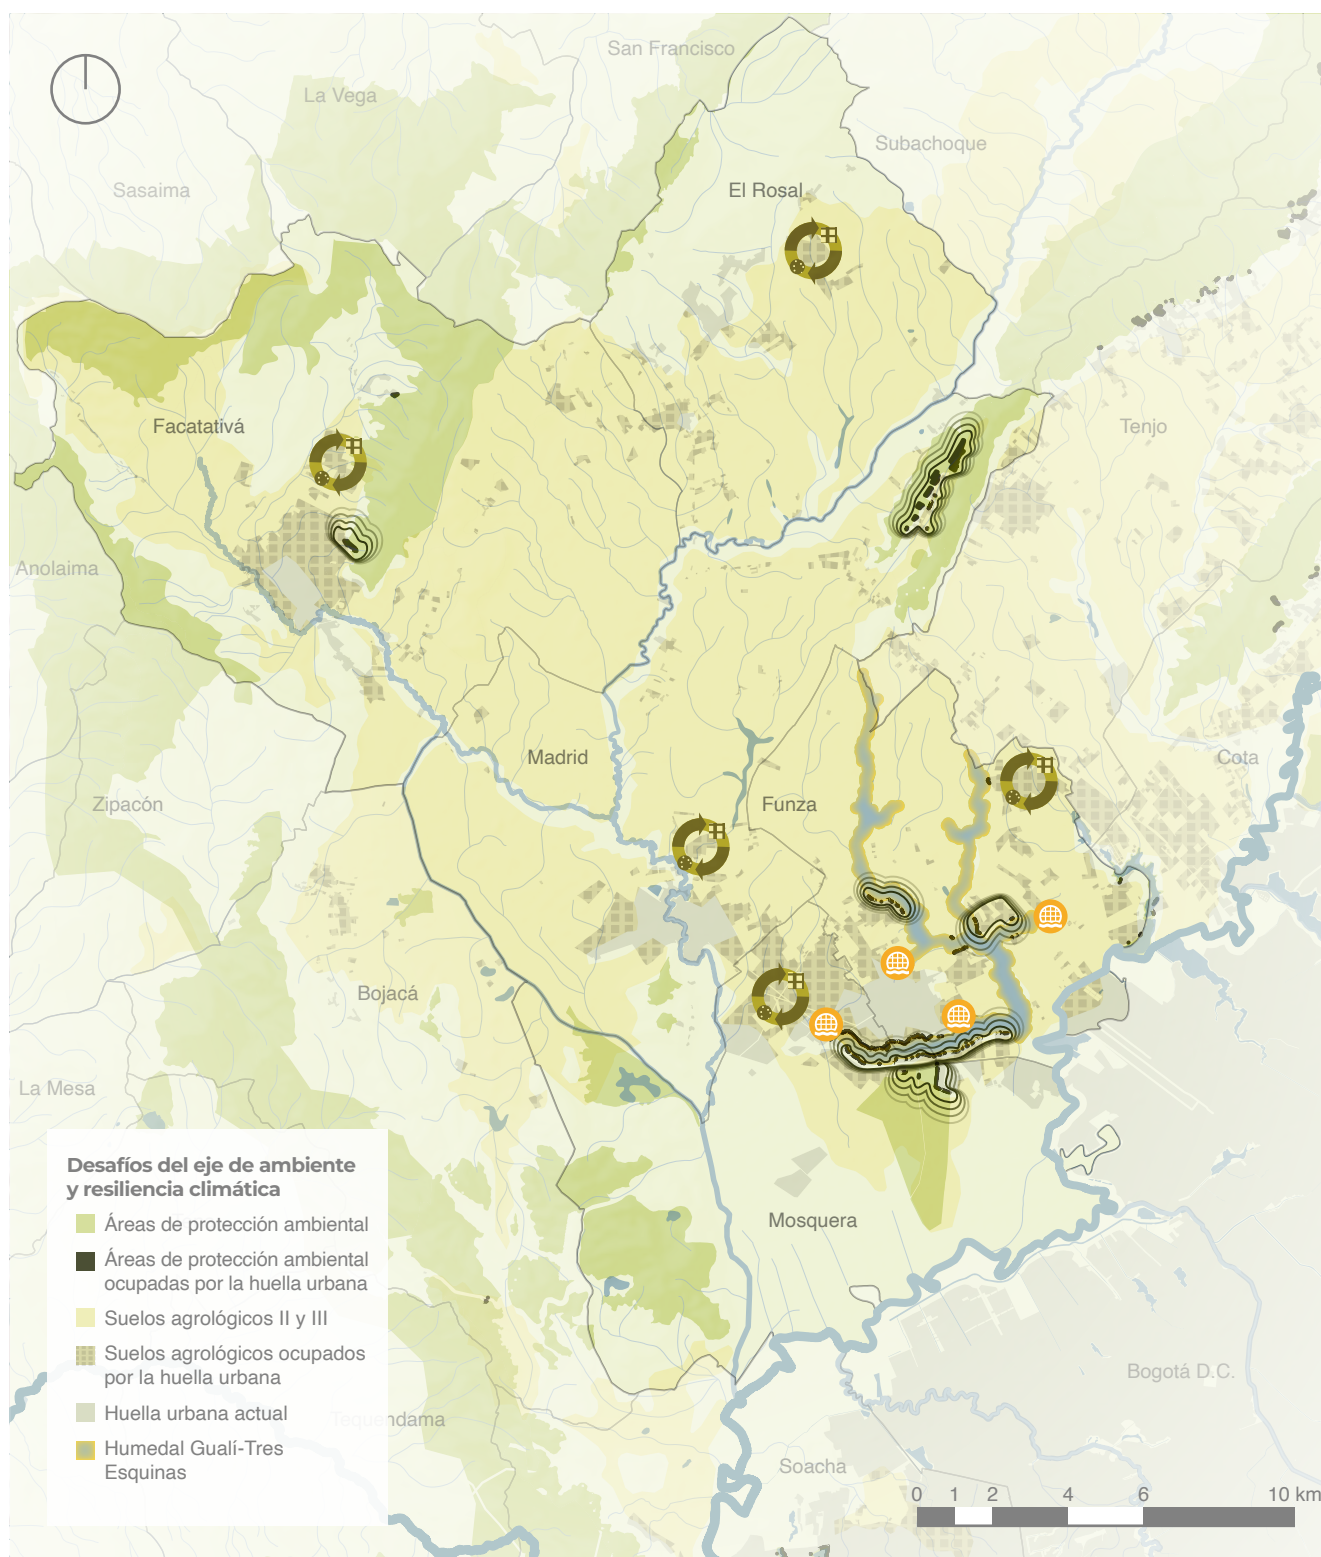 San Francisco
La Vega
Subachoque
Sasaima
El Rosal
Facatativá
Tenjo
Anolaima
Madrid
Cota
Zipacón
Funza
Bojacá
La Mesa
Mosquera
Desafíos del eje de ambiente
y resiliencia climática
Áreas de protección ambiental
Áreas de protección ambiental
ocupadas por la huella urbana
Suelos agrológicos II y III
Suelos agrológicos ocupados
por la huella urbana
Huella urbana actual
Humedal Gualí-Tres
Esquinas
Bogotá D.C.
Tequendama
Soacha
0 1 2 4 6 10 km